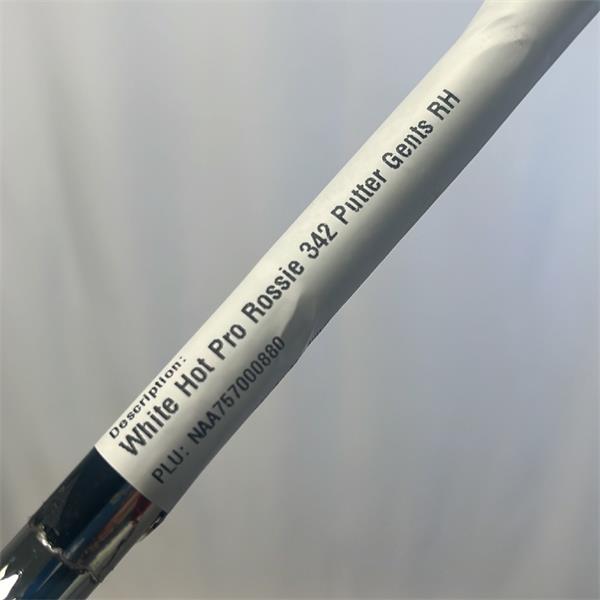 Description:
White Hot Pro Rossie 342 Putter Gents RH
PLU: NAA757000880